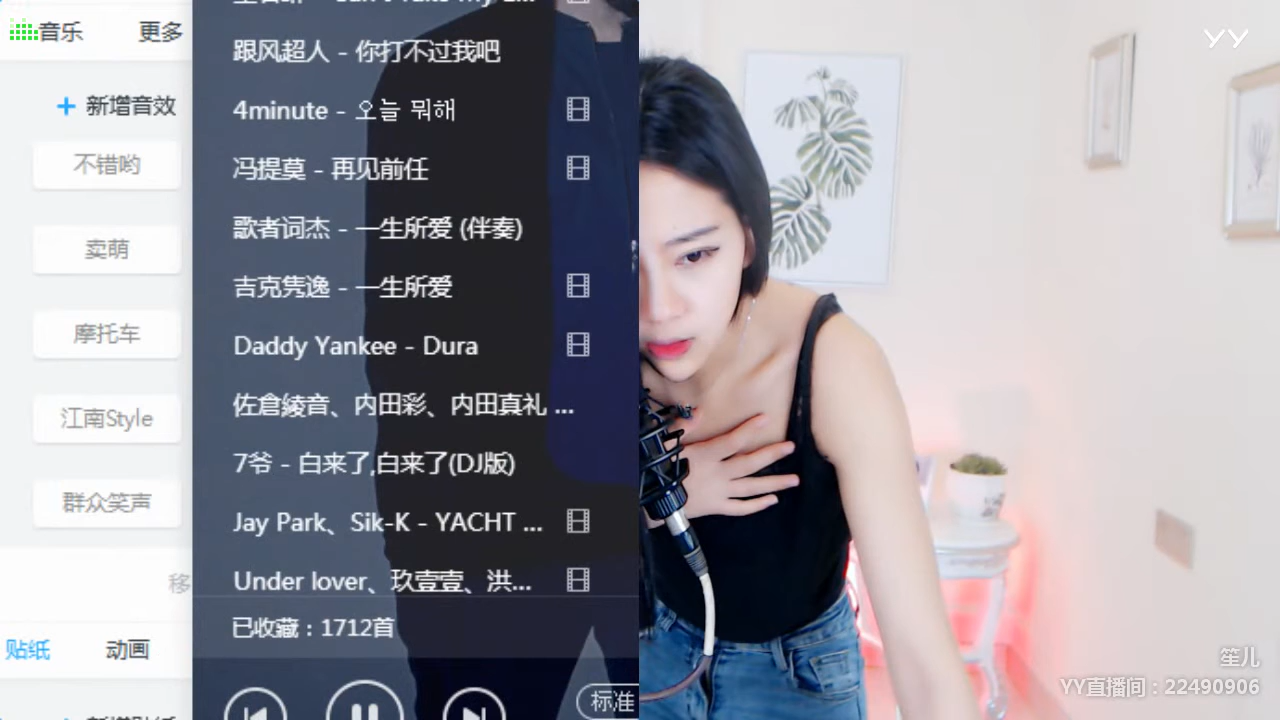 音乐
更多
新增音效
不错哟
卖萌
摩托车
江南Style
群众笑声
移
贴纸
动画
跟风超人 - 你打不过我吧
4minute - 오늘 뭐해
冯提莫 - 再见前任
歌者词杰 - 一生所爱 (伴奏)
吉克隽逸 - 一生所爱
Daddy Yankee - Dura
佐倉綾音、内田彩、内田真礼 ...
7爷 - 白来了,白来了(DJ版)
Jay Park、Sik-K - YACHT ...
Under lover、玖壹壹、洪...
已收藏：1712首
标准
YY
笙儿
YY直播间：22490906